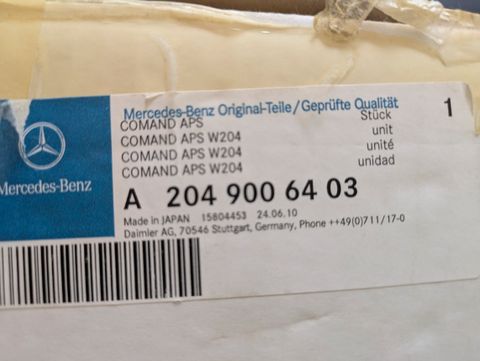 Mercedes-Benz Original-Teile/Geprüfte Qualität
COMAND APS Stück 1
COMAND APS W204 unit
COMAND APS W204 unité
COMAND APS W204 unidad
Mercedes-Benz
A 204 900 64 03
Made in JAPAN 15804453 24.06.10
Daimler AG, 70546 Stuttgart, Germany, Phone ++49(0)711/17-0